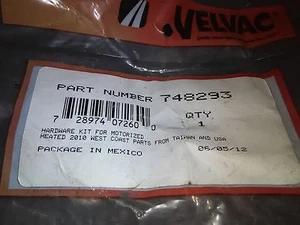 VELVAC
PART NUMBER 748293
7 28974 07260 0
QTY
1
HARDWARE KIT FOR MOTORIZED
HEATED 2010 WEST COAST PARTS FROM TAIWAN AND USA
PACKAGE IN MEXICO
06/05/12